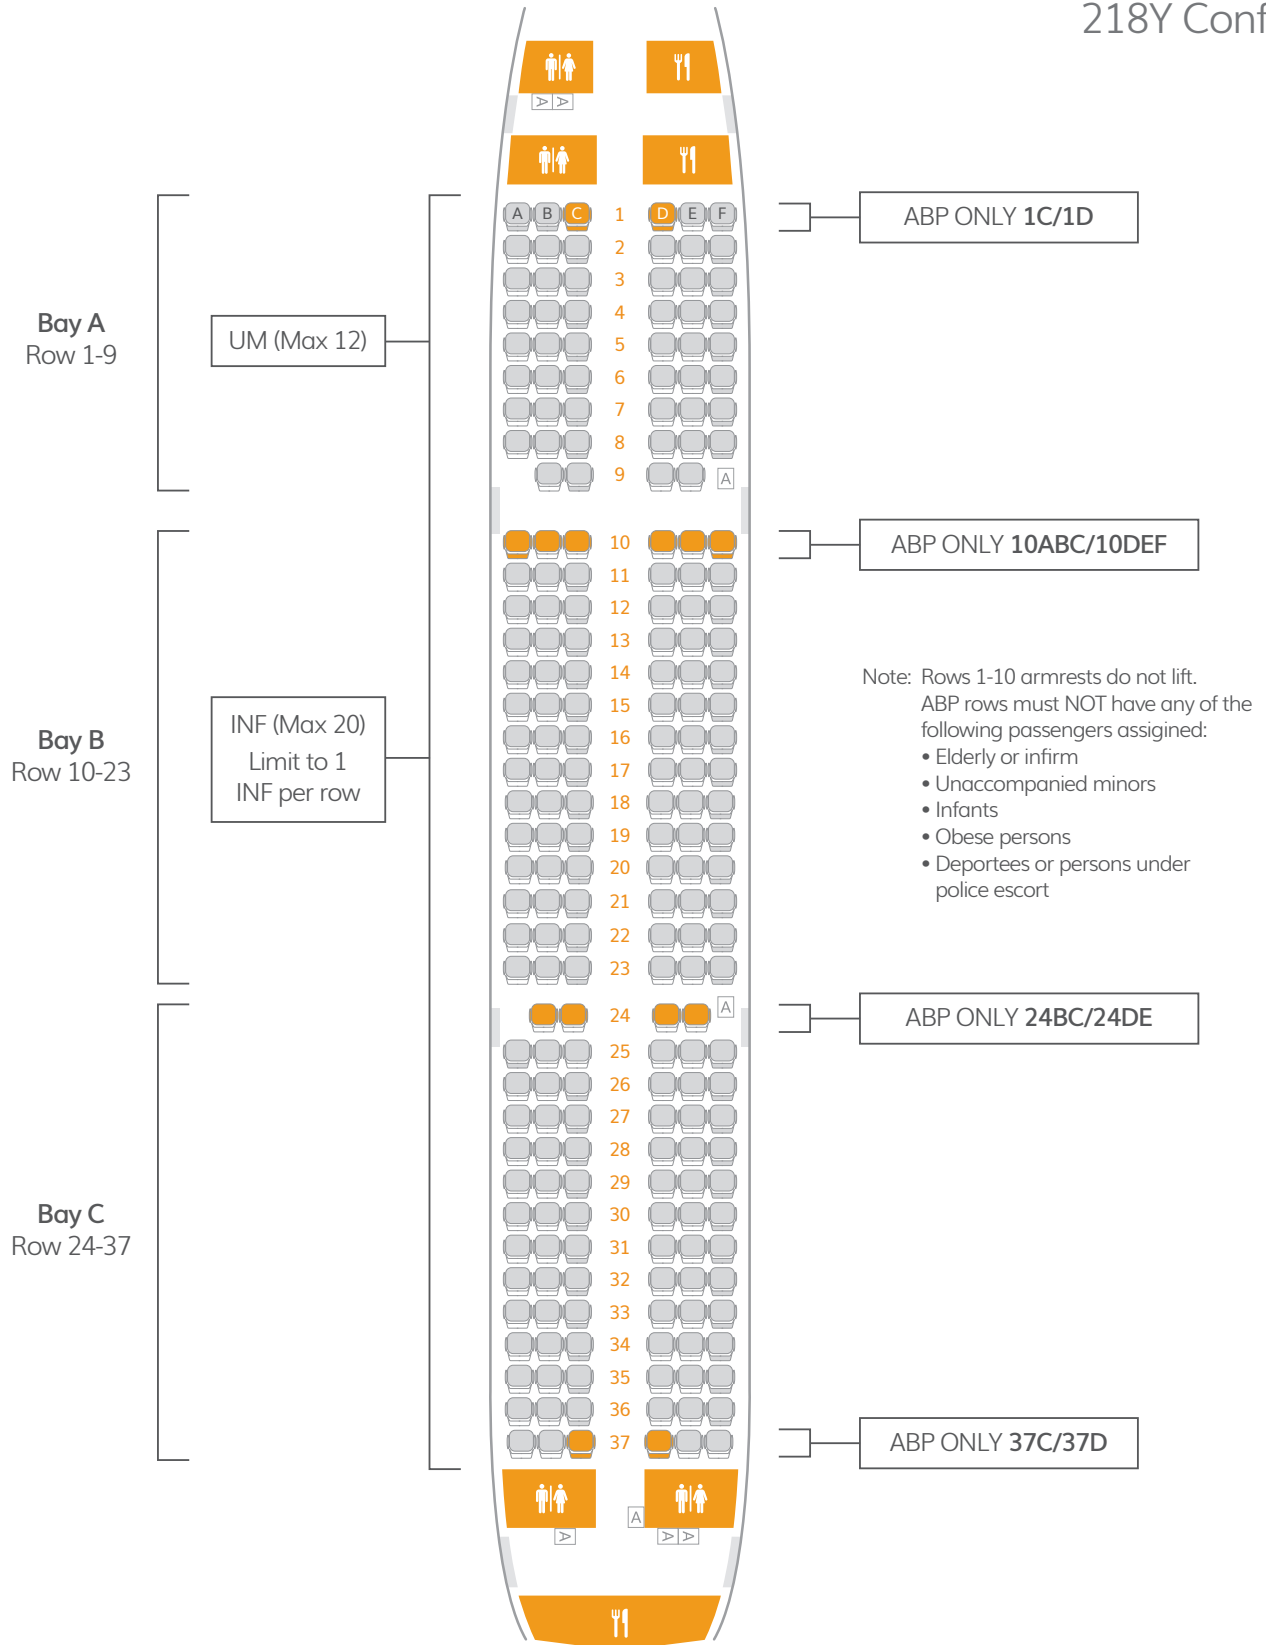 218Y Conf
A A
A B C 1 D E F
ABP ONLY 1C/1D
2
3
Bay A
Row 1-9
UM (Max 12)
4
5
6
7
8
9 A
10
ABP ONLY 10ABC/10DEF
11
12
13
14
15
16
17
18
19
20
21
22
23
Note: Rows 1-10 armrests do not lift.
ABP rows must NOT have any of the
following passengers assigined:
• Elderly or infirm
• Unaccompanied minors
• Infants
• Obese persons
• Deportees or persons under
police escort
Bay B
Row 10-23
INF (Max 20)
Limit to 1
INF per row
24 A
ABP ONLY 24BC/24DE
25
26
27
28
29
30
31
32
33
34
35
36
37
Bay C
Row 24-37
ABP ONLY 37C/37D
A
A A A